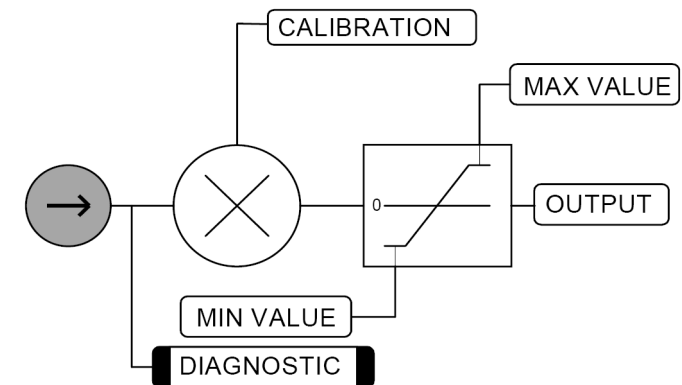 CALIBRATION
MAX VALUE
0
OUTPUT
MIN VALUE
DIAGNOSTIC